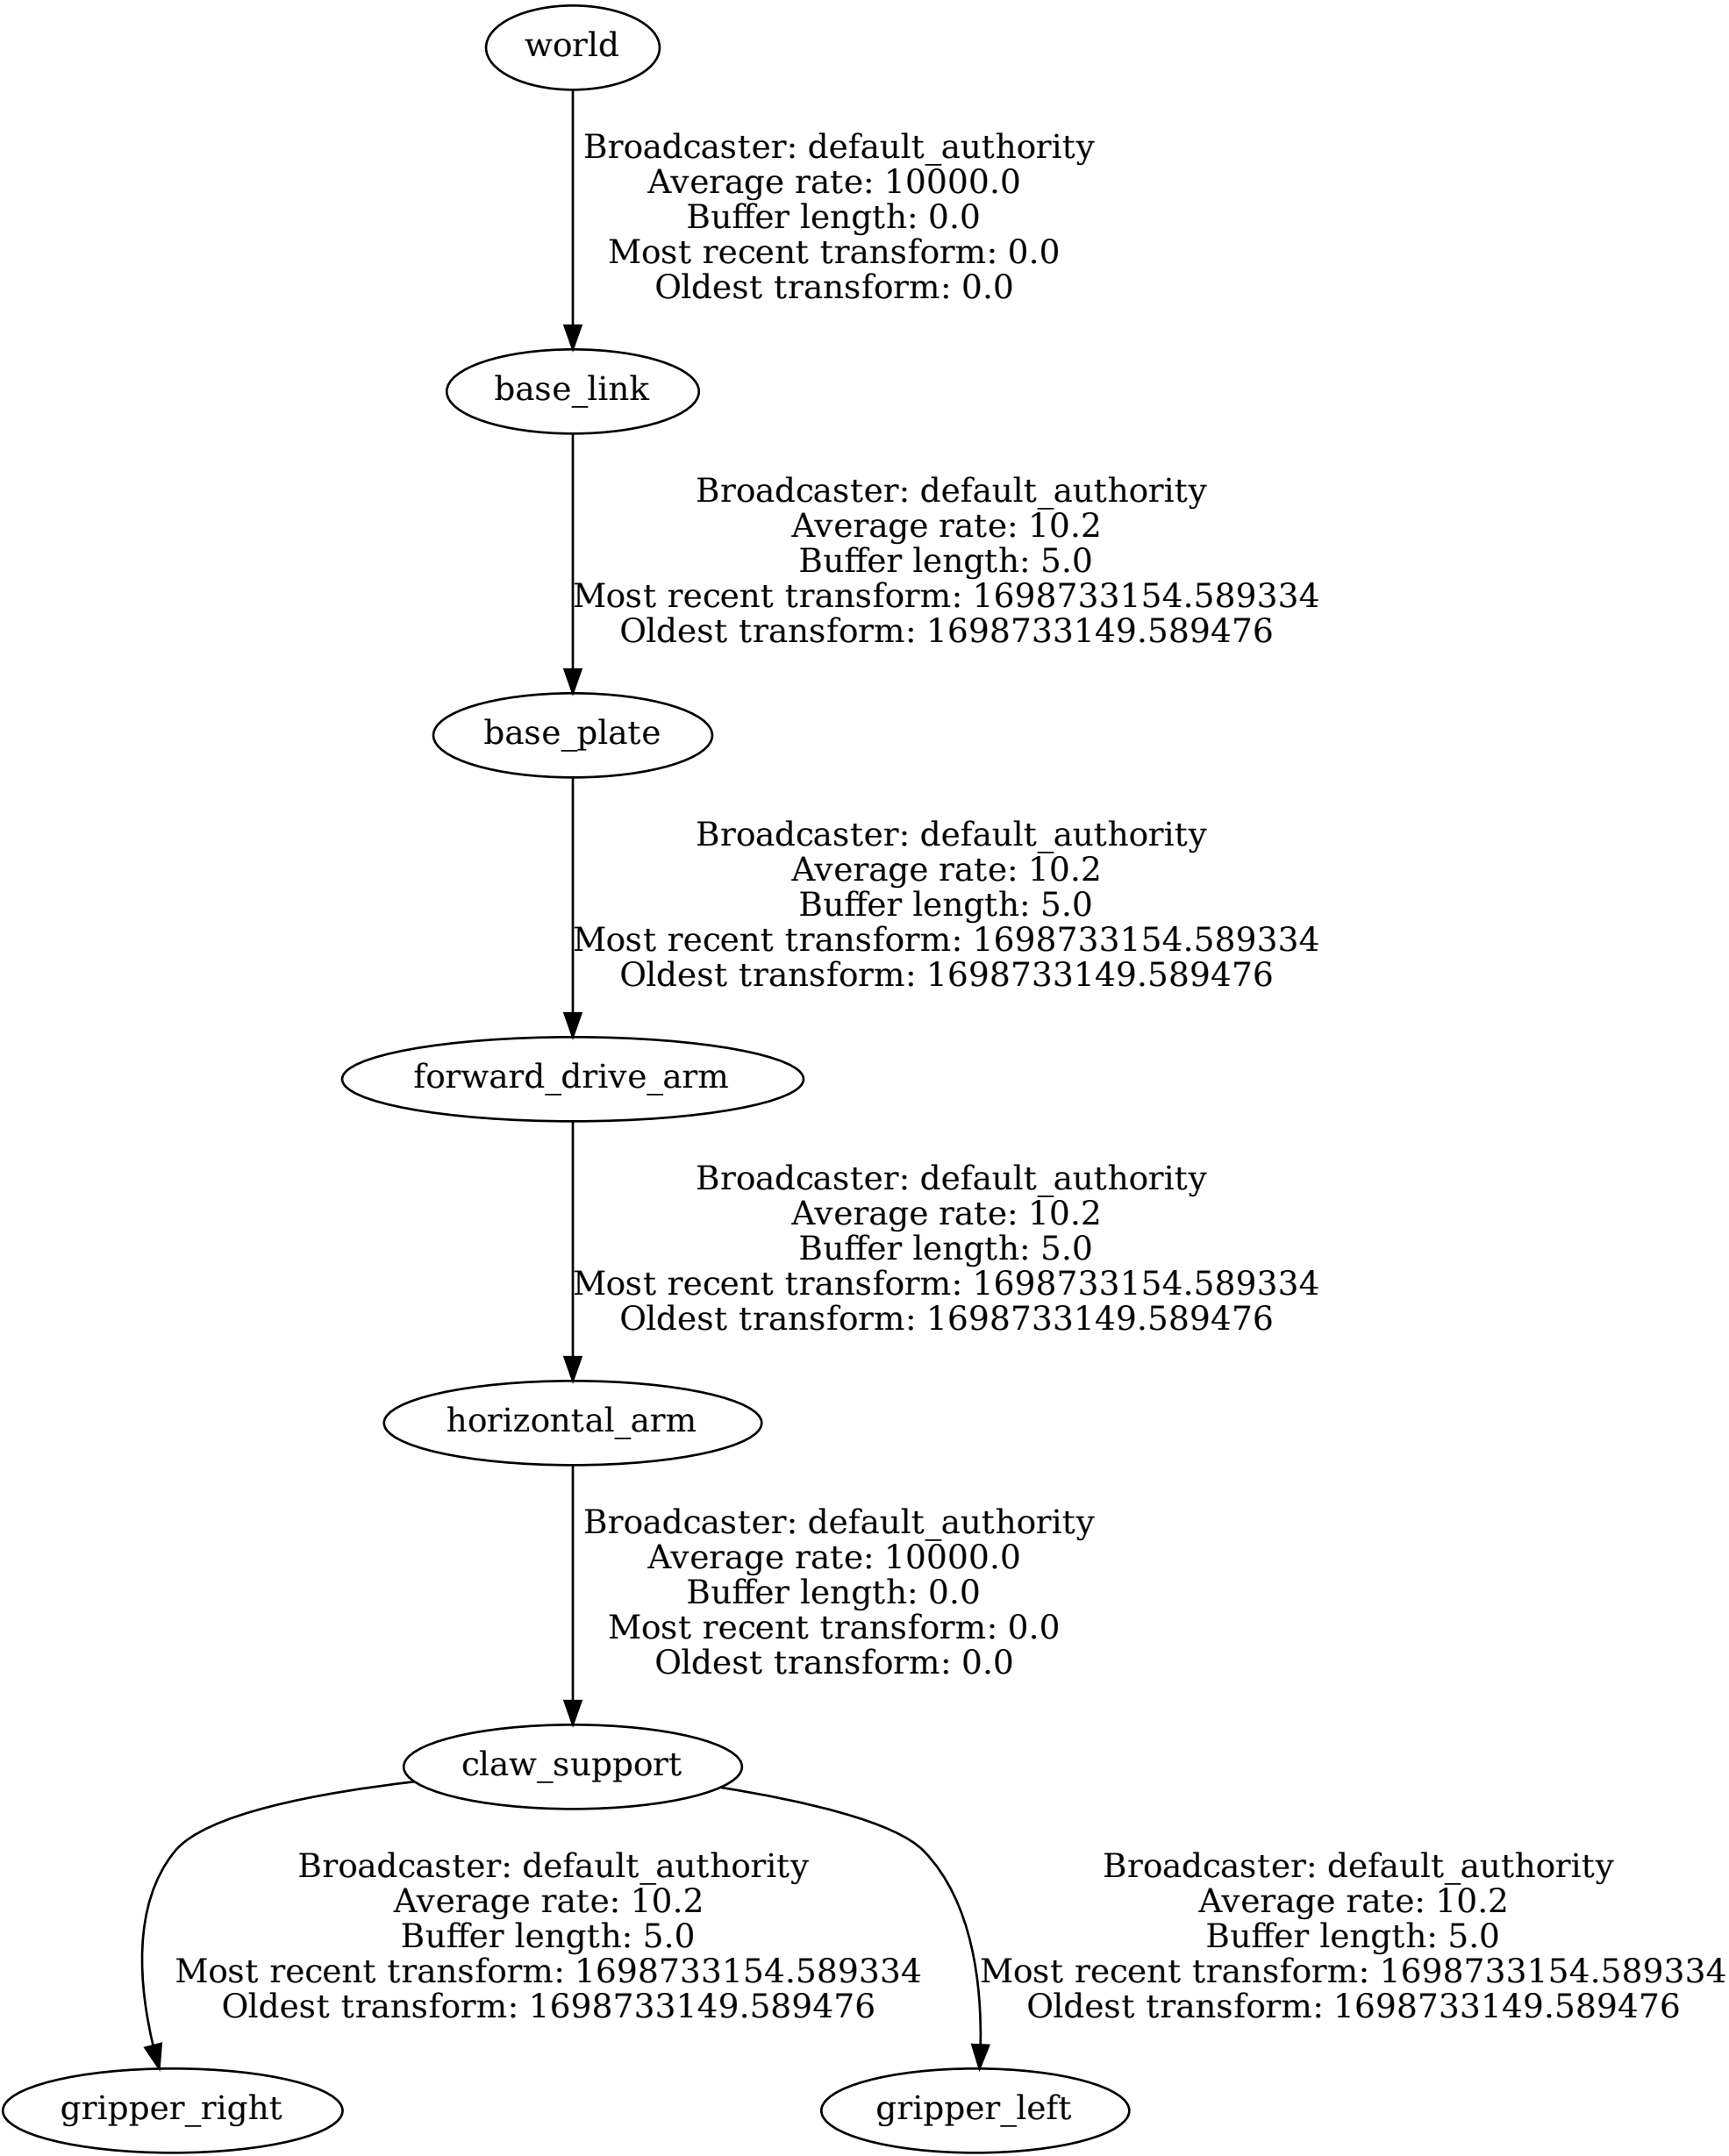 world
Broadcaster: default_authority
Average rate: 10000.0
Buffer length: 0.0
Most recent transform: 0.0
Oldest transform: 0.0
base_link
Broadcaster: default_authority
Average rate: 10.2
Buffer length: 5.0
Most recent transform: 1698733154.589334
Oldest transform: 1698733149.589476
base_plate
Broadcaster: default_authority
Average rate: 10.2
Buffer length: 5.0
Most recent transform: 1698733154.589334
Oldest transform: 1698733149.589476
forward_drive_arm
Broadcaster: default_authority
Average rate: 10.2
Buffer length: 5.0
Most recent transform: 1698733154.589334
Oldest transform: 1698733149.589476
horizontal_arm
Broadcaster: default_authority
Average rate: 10000.0
Buffer length: 0.0
Most recent transform: 0.0
Oldest transform: 0.0
claw_support
Broadcaster: default_authority
Average rate: 10.2
Buffer length: 5.0
Most recent transform: 1698733154.589334
Oldest transform: 1698733149.589476
Broadcaster: default_authority
Average rate: 10.2
Buffer length: 5.0
Most recent transform: 1698733154.589334
Oldest transform: 1698733149.589476
gripper_right
gripper_left